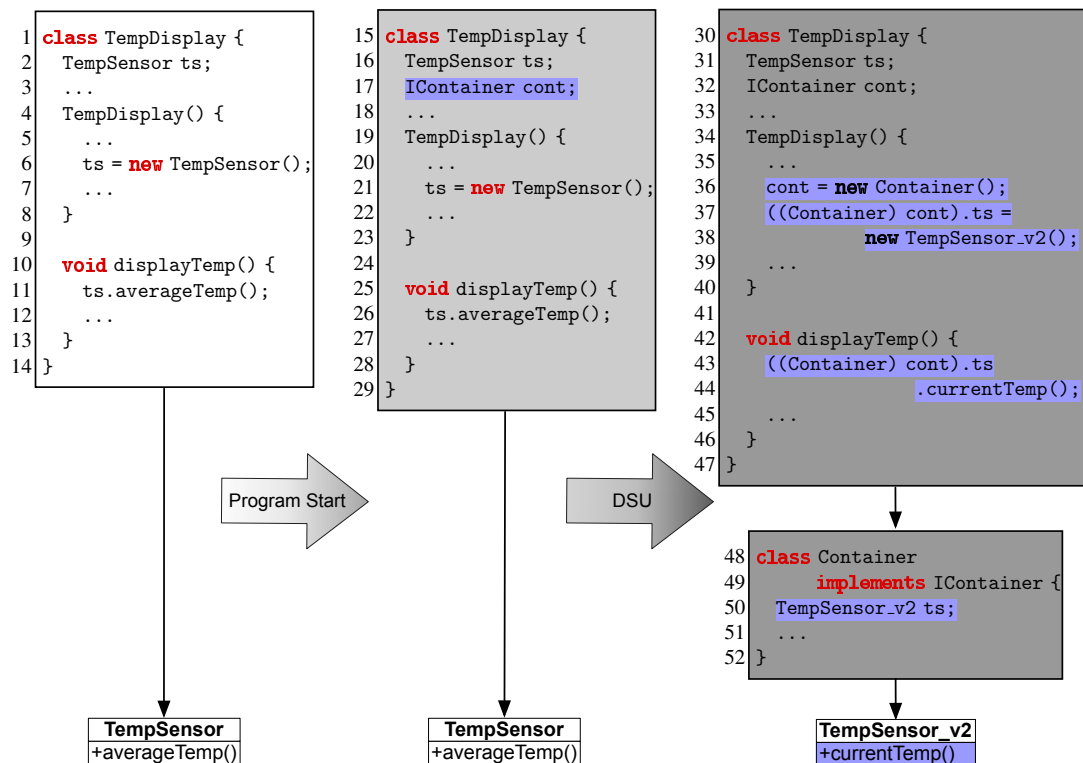 1 class TempDisplay {
2 TempSensor ts;
3 ...
4 TempDisplay() {
5 ...
6 ts = new TempSensor();
7 ...
8 }
9
10 void displayTemp() {
11 ts.averageTemp();
12 ...
13 }
14 }
15 class TempDisplay {
16 TempSensor ts;
17 IContainer cont;
18 ...
19 TempDisplay() {
20 ...
21 ts = new TempSensor();
22 ...
23 }
24
25 void displayTemp() {
26 ts.averageTemp();
27 ...
28 }
29 }
30 class TempDisplay {
31 TempSensor ts;
32 IContainer cont;
33 ...
34 TempDisplay() {
35 ...
36 cont = new Container();
37 ((Container) cont).ts =
38 new TempSensor_v2();
39 ...
40 }
41
42 void displayTemp() {
43 ((Container) cont).ts
44 .currentTemp();
45 ...
46 }
47 }
Program Start
DSU
48 class Container
49 implements IContainer {
50 TempSensor_v2 ts;
51 ...
52 }
TempSensor
+averageTemp()
TempSensor
+averageTemp()
TempSensor_v2
+currentTemp()